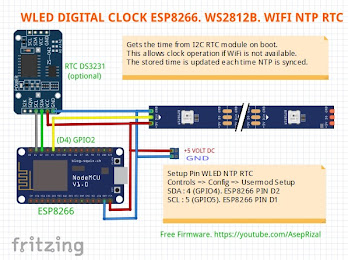 WLED DIGITAL CLOCK ESP8266. WS2812B. WIFI NTP RTC
Gets the time from I2C RTC module on boot.
This allows clock operation if WiFi is not available.
The stored time is updated each time NTP is synced.
RTC DS3231
(optional)
(D4) GPIO2
+5 VOLT DC
GND
NodeMCU
V1.0
ESP8266
Setup Pin WLED NTP RTC
Controls => Config => Usermod Setup
SDA : 4 (GPIO4). ESP8266 PIN D2
SCL : 5 (GPIO5). ESP8266 PIN D1
Free Firmware. https://youtube.com/AsepRizal
fritzing